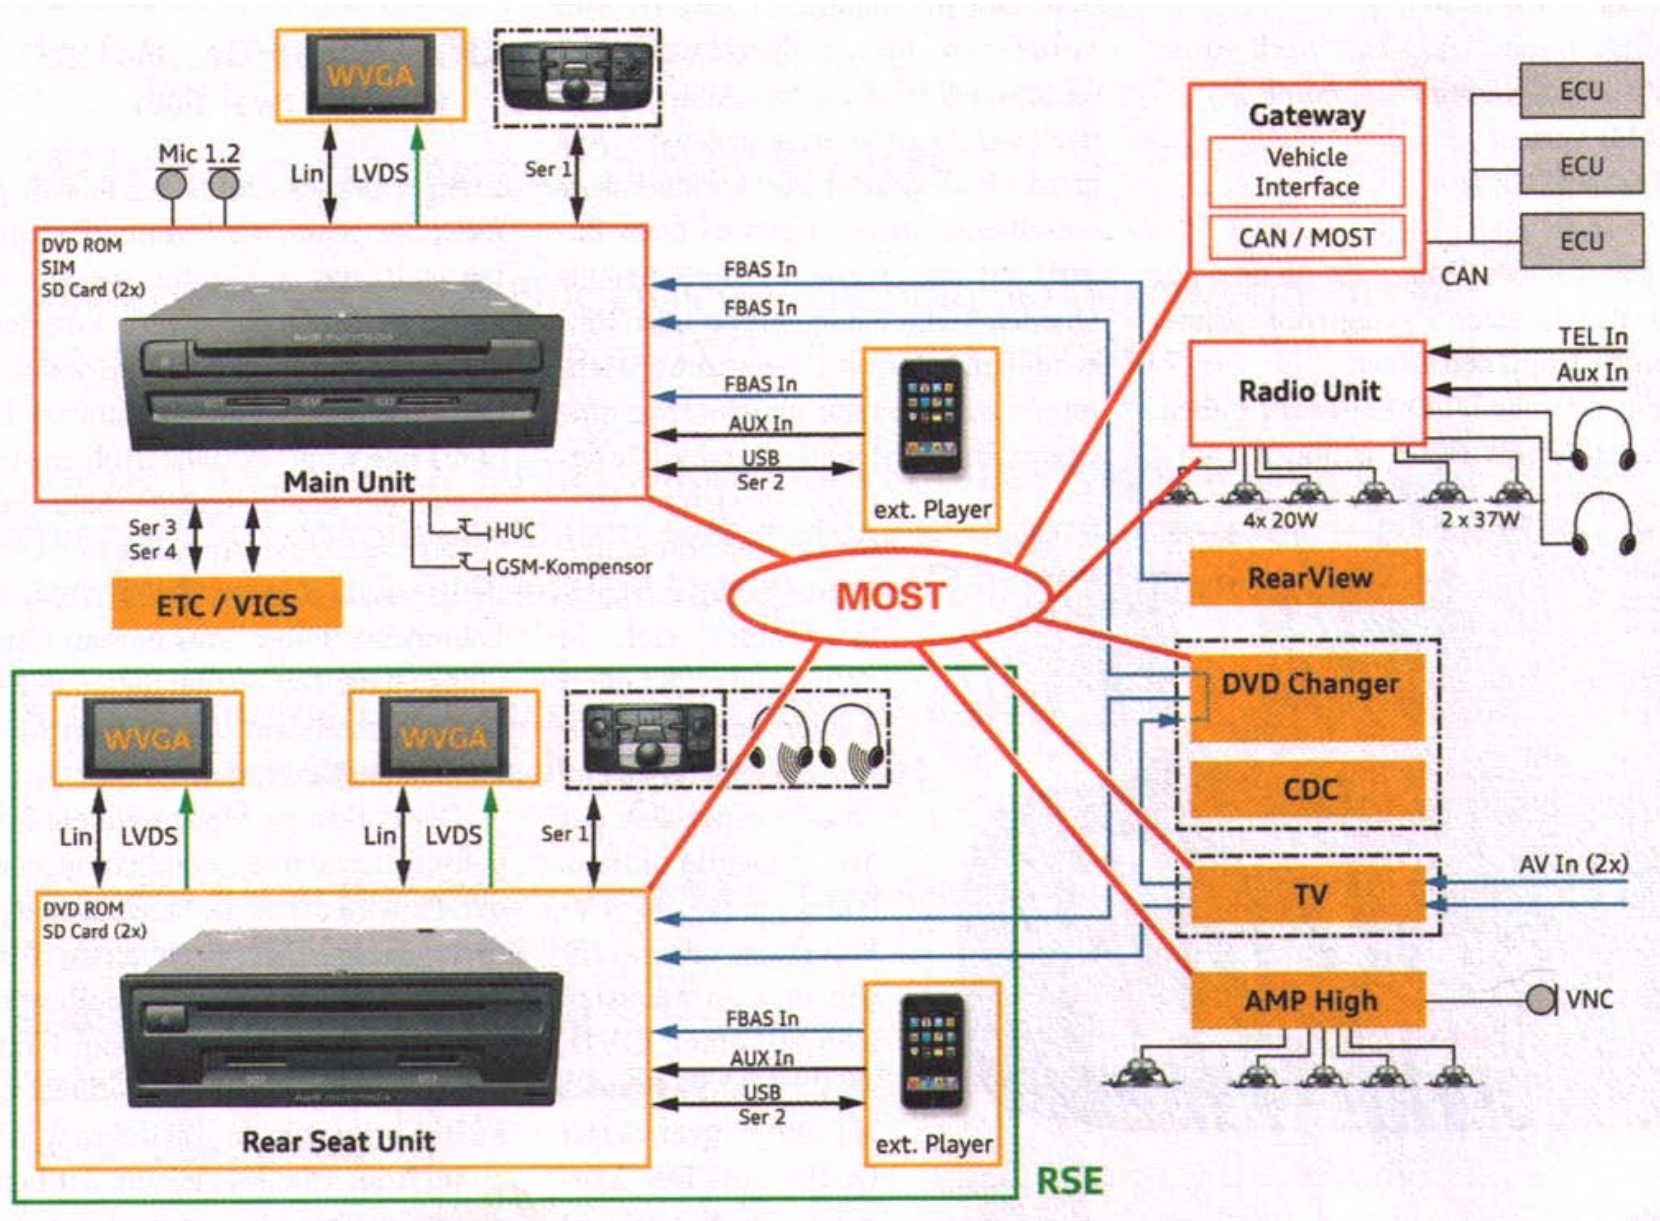 WVGA
Mic 1.2
Lin
LVDS
Ser 1
DVD ROM
SIM
SD Card (2x)
Main Unit
FBAS In
FBAS In
FBAS In
AUX In
USB
Ser 2
ext. Player
Ser 3
Ser 4
HUC
GSM-Kompensor
ETC / VICS
MOST
Gateway
Vehicle
Interface
CAN / MOST
CAN
ECU
ECU
ECU
TEL In
Aux In
Radio Unit
4x 20W
2 x 37W
RearView
DVD Changer
CDC
TV
AV In (2x)
AMP High
VNC
WVGA
WVGA
Lin
LVDS
Lin
LVDS
Ser 1
DVD ROM
SD Card (2x)
Rear Seat Unit
FBAS In
AUX In
USB
Ser 2
ext. Player
RSE